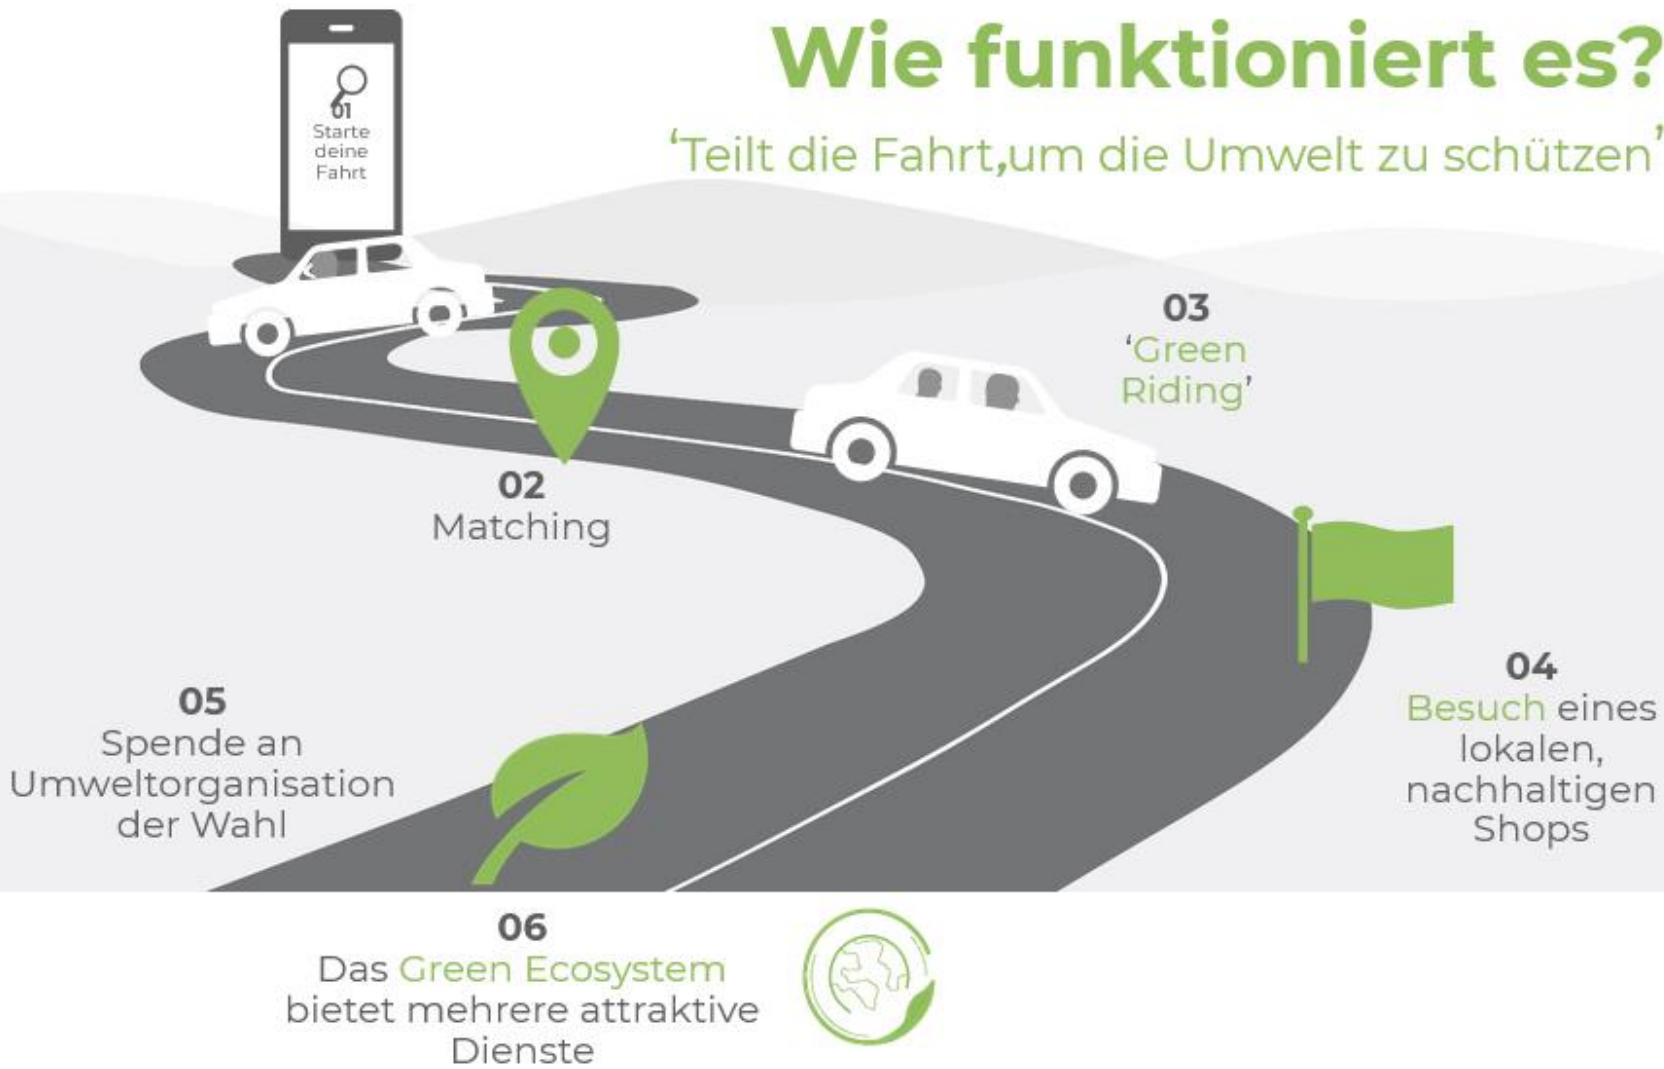 Wie funktioniert es?
‘Teilt die Fahrt,um die Umwelt zu schützen’
01
Starte
deine
Fahrt
02
Matching
03
‘Green
Riding’
04
Besuch eines
lokalen,
nachhaltigen
Shops
05
Spende an
Umweltorganisation
der Wahl
06
Das Green Ecosystem
bietet mehrere attraktive
Dienste